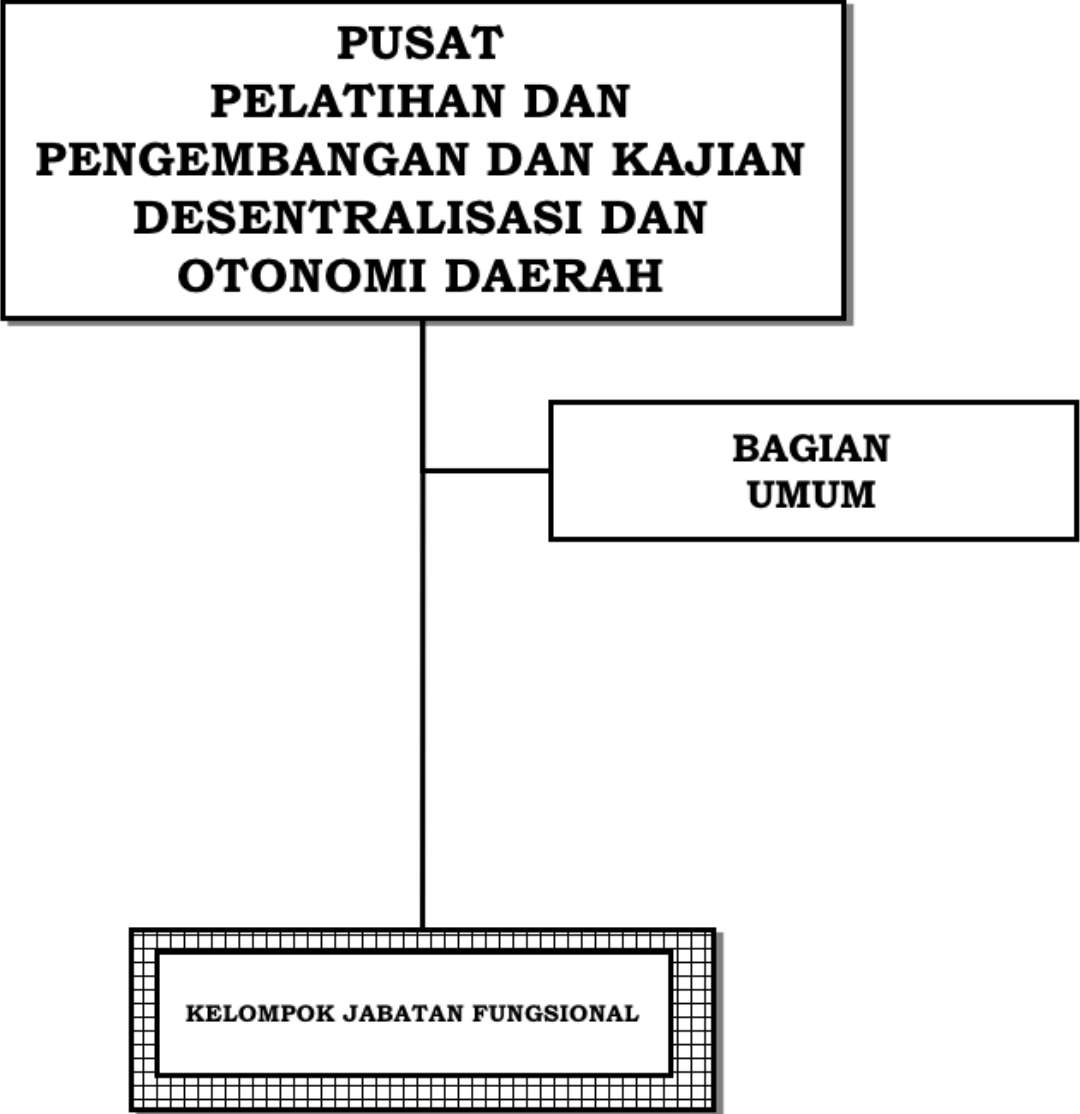 PUSAT
PELATIHAN DAN
PENGEMBANGAN DAN KAJIAN
DESENTRALISASI DAN
OTONOMI DAERAH
BAGIAN
UMUM
KELOMPOK JABATAN FUNGSIONAL